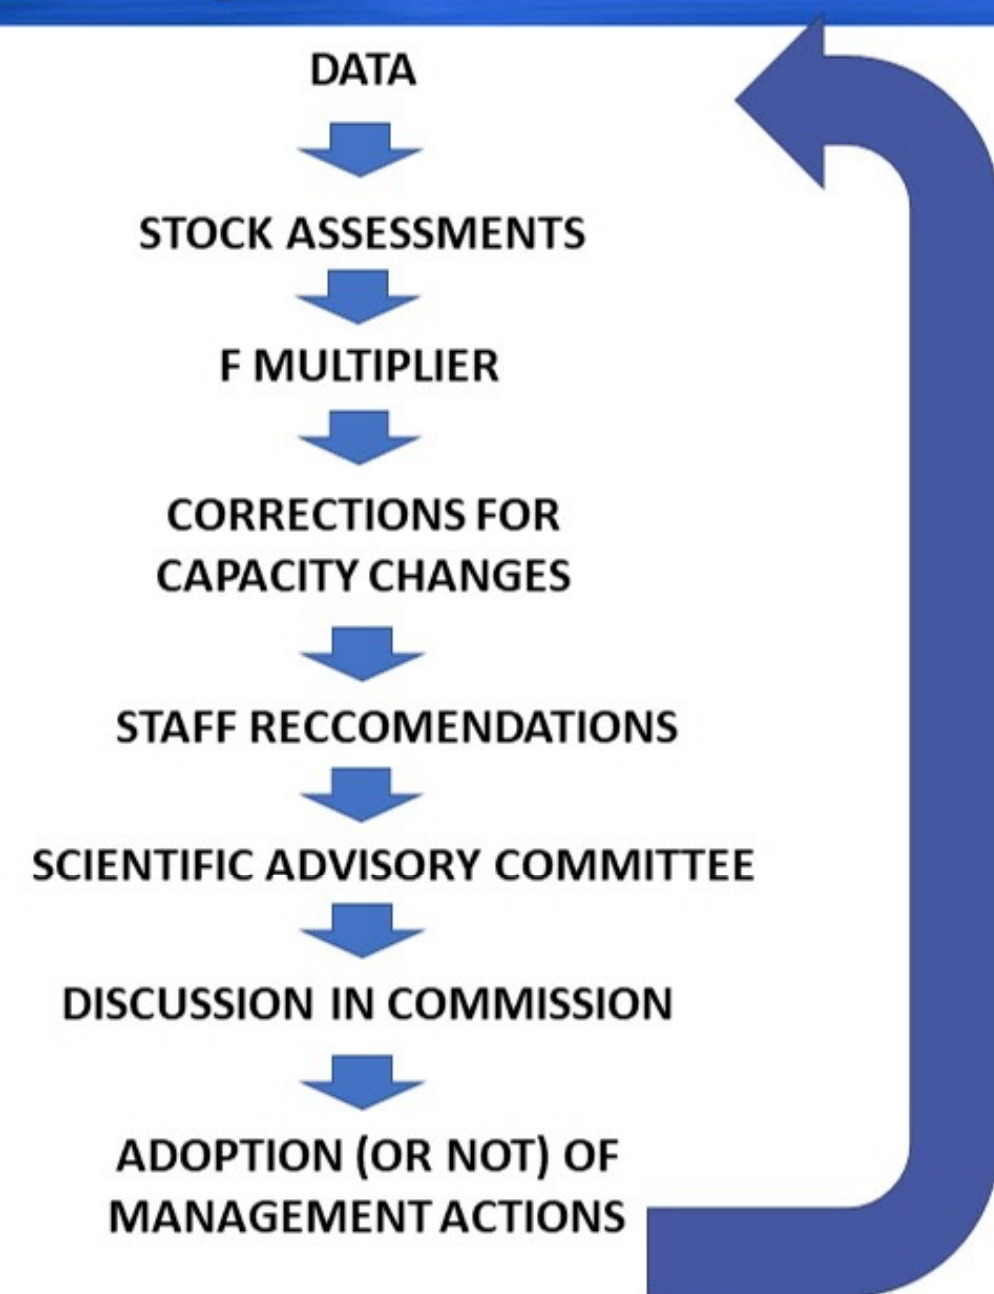 DATA
STOCK ASSESSMENTS
F MULTIPLIER
CORRECTIONS FOR
CAPACITY CHANGES
STAFF RECCOMENDATIONS
SCIENTIFIC ADVISORY COMMITTEE
DISCUSSION IN COMMISSION
ADOPTION (OR NOT) OF
MANAGEMENT ACTIONS